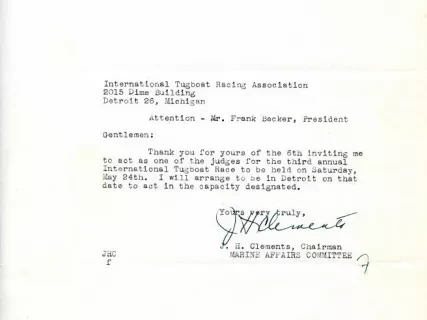 International Tugboat Racing Association
2015 Dime Building
Detroit 26, Michigan
Attention - Mr. Frank Backer, President
Gentlemen:
Thank you for yours of the 6th inviting me
to act as one of the judges for the third annual
International Tugboat Race to be held on Saturday,
May 24th. I will arrange to be in Detroit on that
date to act in the capacity designated.
Yours very truly,
J H Clements
J. H. Clements, Chairman
MARINE AFFAIRS COMMITTEE
JHC
f